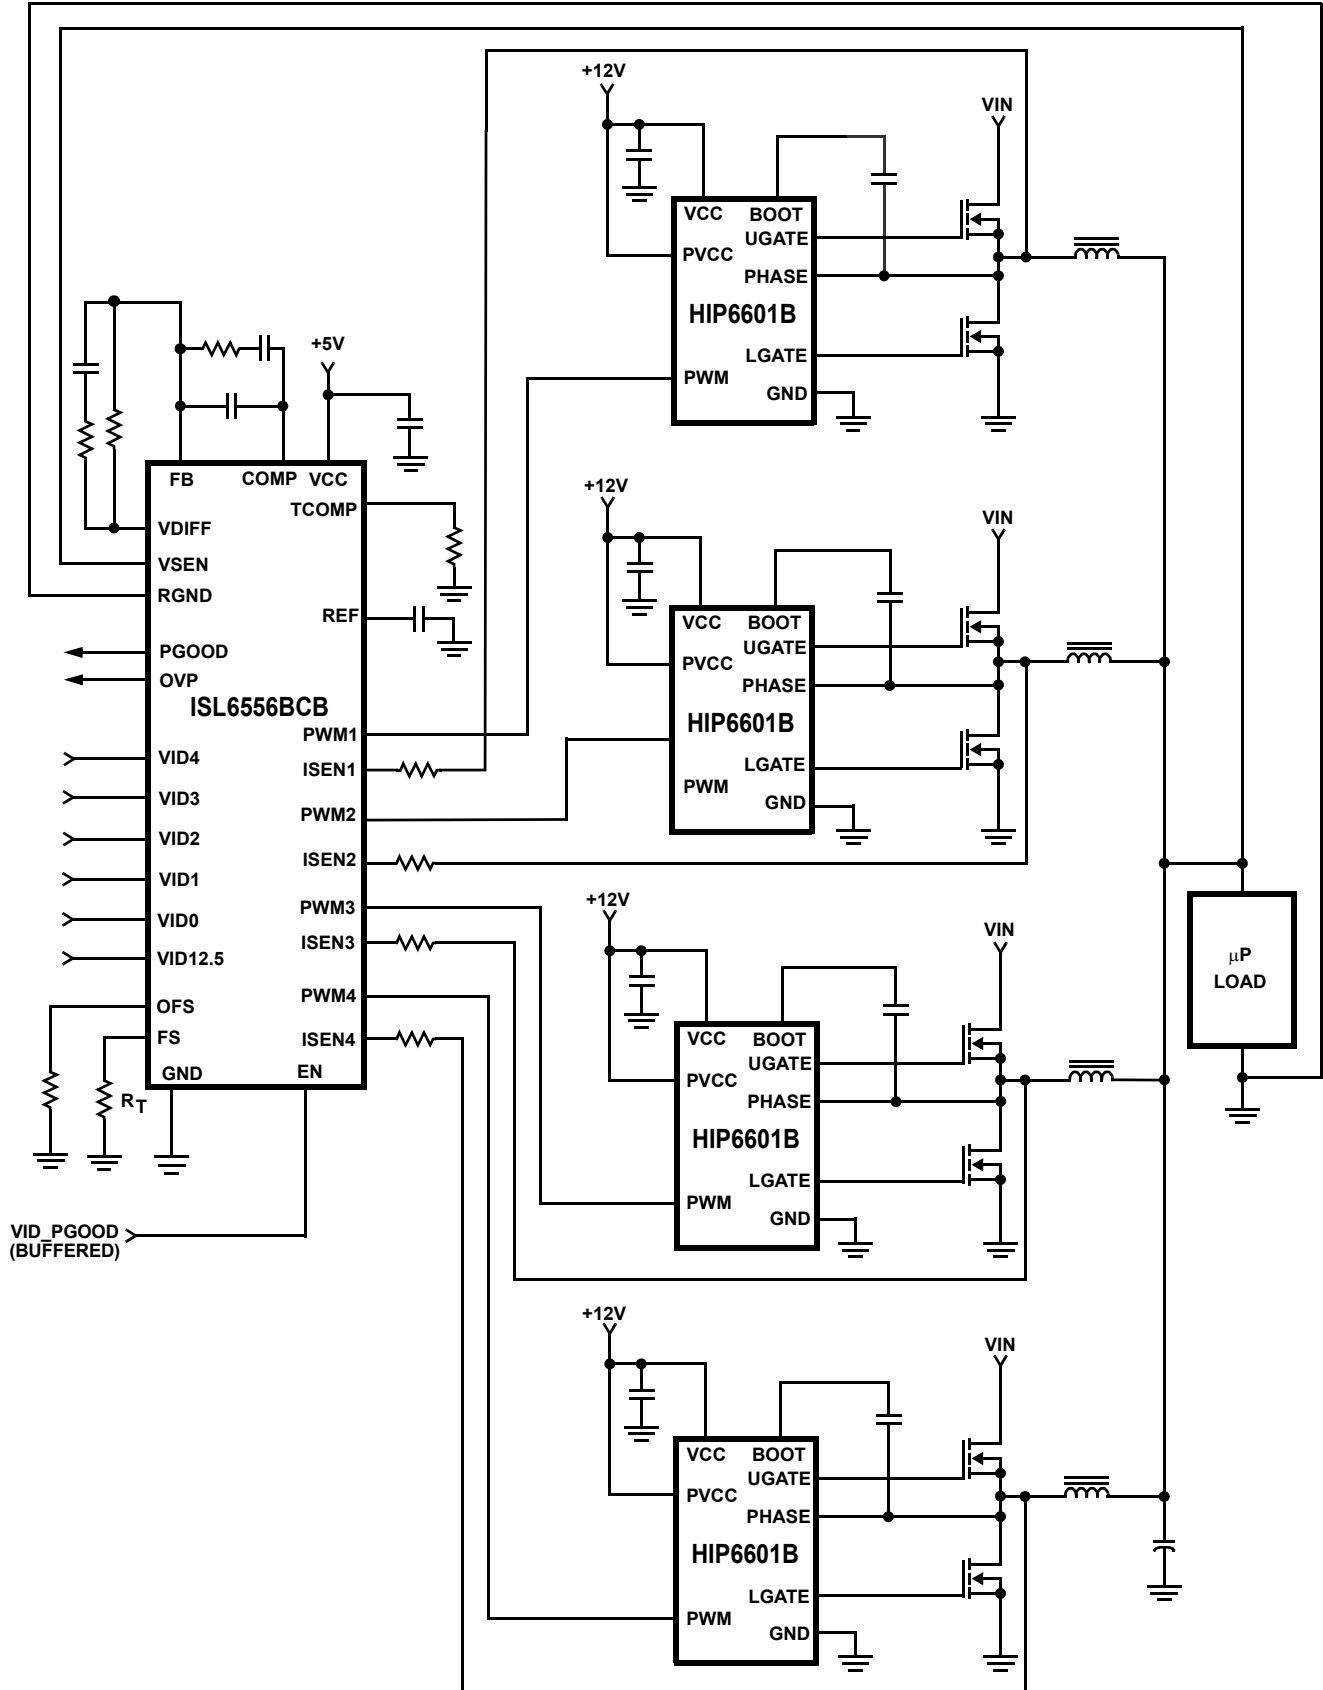 +12V
VIN
VCC
BOOT
UGATE
PVCC
PHASE
HIP6601B
LGATE
PWM
GND
+5V
FB
COMP
VCC
TCOMP
VDIFF
VSEN
RGND
REF
PGOOD
OVP
ISL6556BCB
PWM1
VID4
ISEN1
VID3
PWM2
VID2
ISEN2
VID1
PWM3
VID0
ISEN3
VID12.5
PWM4
OFS
FS
ISEN4
GND
EN
RT
VID_PGOOD
(BUFFERED)
+12V
VIN
VCC
BOOT
UGATE
PVCC
PHASE
HIP6601B
LGATE
PWM
GND
+12V
VIN
VCC
BOOT
UGATE
PVCC
PHASE
HIP6601B
LGATE
PWM
GND
μP
LOAD
+12V
VIN
VCC
BOOT
UGATE
PVCC
PHASE
HIP6601B
LGATE
PWM
GND